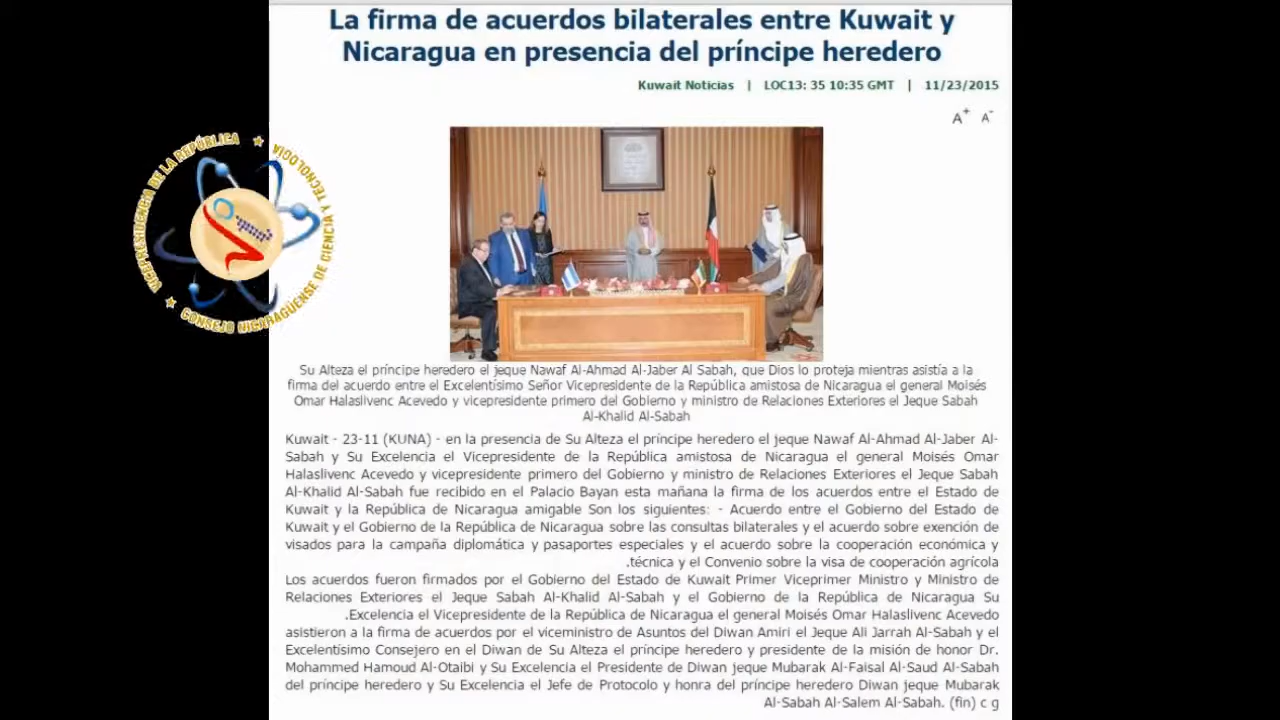 La firma de acuerdos bilaterales entre Kuwait y
Nicaragua en presencia del príncipe heredero
Kuwait Noticias | LOC13: 35 10:35 GMT | 11/23/2015
A+ A-
VICEPRESIDENCIA DE LA REPÚBLICA
CONSEJO NICARAGÜENSE DE CIENCIA Y TECNOLOGÍA
Su Alteza el príncipe heredero el jeque Nawaf Al-Ahmad Al-Jaber Al Sabah, que Dios lo proteja mientras asistía a la
firma del acuerdo entre el Excelentísimo Señor Vicepresidente de la República amistosa de Nicaragua el general Moisés
Omar Halaslivenc Acevedo y vicepresidente primero del Gobierno y ministro de Relaciones Exteriores el Jeque Sabah
Al-Khalid Al-Sabah
Kuwait - 23-11 (KUNA) - en la presencia de Su Alteza el príncipe heredero el jeque Nawaf Al-Ahmad Al-Jaber Al-
Sabah y Su Excelencia el Vicepresidente de la República amistosa de Nicaragua el general Moisés Omar
Halaslivenc Acevedo y vicepresidente primero del Gobierno y ministro de Relaciones Exteriores el Jeque Sabah
Al-Khalid Al-Sabah fue recibido en el Palacio Bayan esta mañana la firma de los acuerdos entre el Estado de
Kuwait y la República de Nicaragua amigable Son los siguientes: - Acuerdo entre el Gobierno del Estado de
Kuwait y el Gobierno de la República de Nicaragua sobre las consultas bilaterales y el acuerdo sobre exención de
visados para la campaña diplomática y pasaportes especiales y el acuerdo sobre la cooperación económica y
.técnica y el Convenio sobre la visa de cooperación agrícola
Los acuerdos fueron firmados por el Gobierno del Estado de Kuwait Primer Viceprimer Ministro y Ministro de
Relaciones Exteriores el Jeque Sabah Al-Khalid Al-Sabah y el Gobierno de la República de Nicaragua Su
.Excelencia el Vicepresidente de la República de Nicaragua el general Moisés Omar Halaslivenc Acevedo
asistieron a la firma de acuerdos por el viceministro de Asuntos del Diwan Amiri el Jeque Ali Jarrah Al-Sabah y el
Excelentísimo Consejero en el Diwan de Su Alteza el príncipe heredero y presidente de la misión de honor Dr.
Mohammed Hamoud Al-Otaibi y Su Excelencia el Presidente de Diwan jeque Mubarak Al-Faisal Al-Saud Al-Sabah
del príncipe heredero y Su Excelencia el Jefe de Protocolo y honra del príncipe heredero Diwan jeque Mubarak
Al-Sabah Al-Salem Al-Sabah. (fin) c g